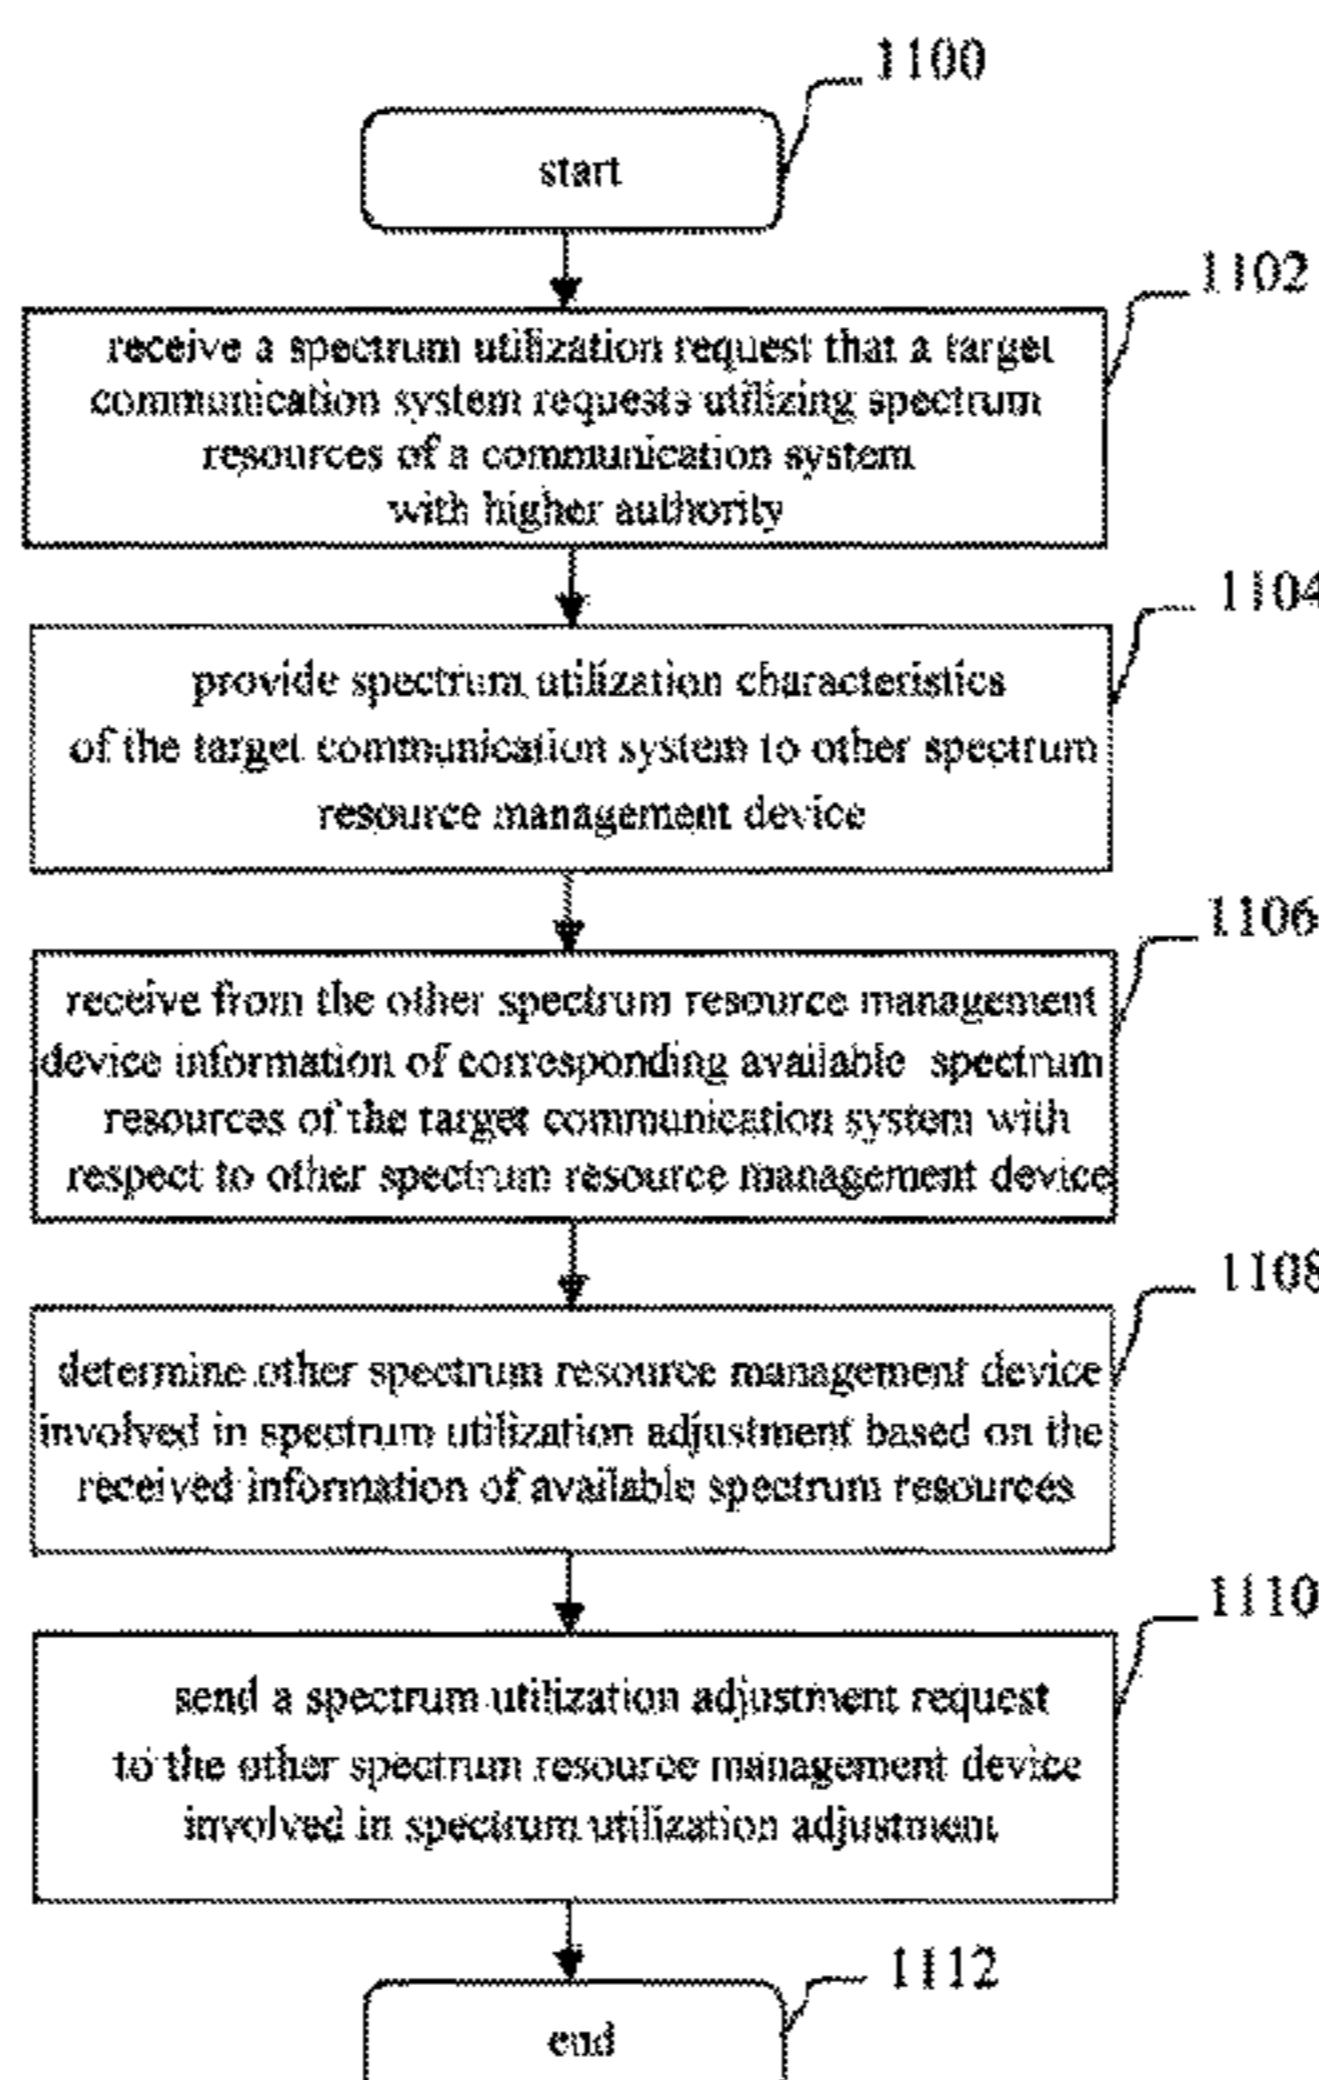 1100
start
1102
receive a spectrum utilization request that a target
communication system requests utilizing spectrum
resources of a communication system
with higher authority
1104
provide spectrum utilization characteristics
of the target communication system to other spectrum
resource management device
1106
receive from the other spectrum resource management
device information of corresponding available spectrum
resources of the target communication system with
respect to other spectrum resource management device
1108
determine other spectrum resource management device
involved in spectrum utilization adjustment based on the
received information of available spectrum resources
1110
send a spectrum utilization adjustment request
to the other spectrum resource management device
involved in spectrum utilization adjustment
1112
end